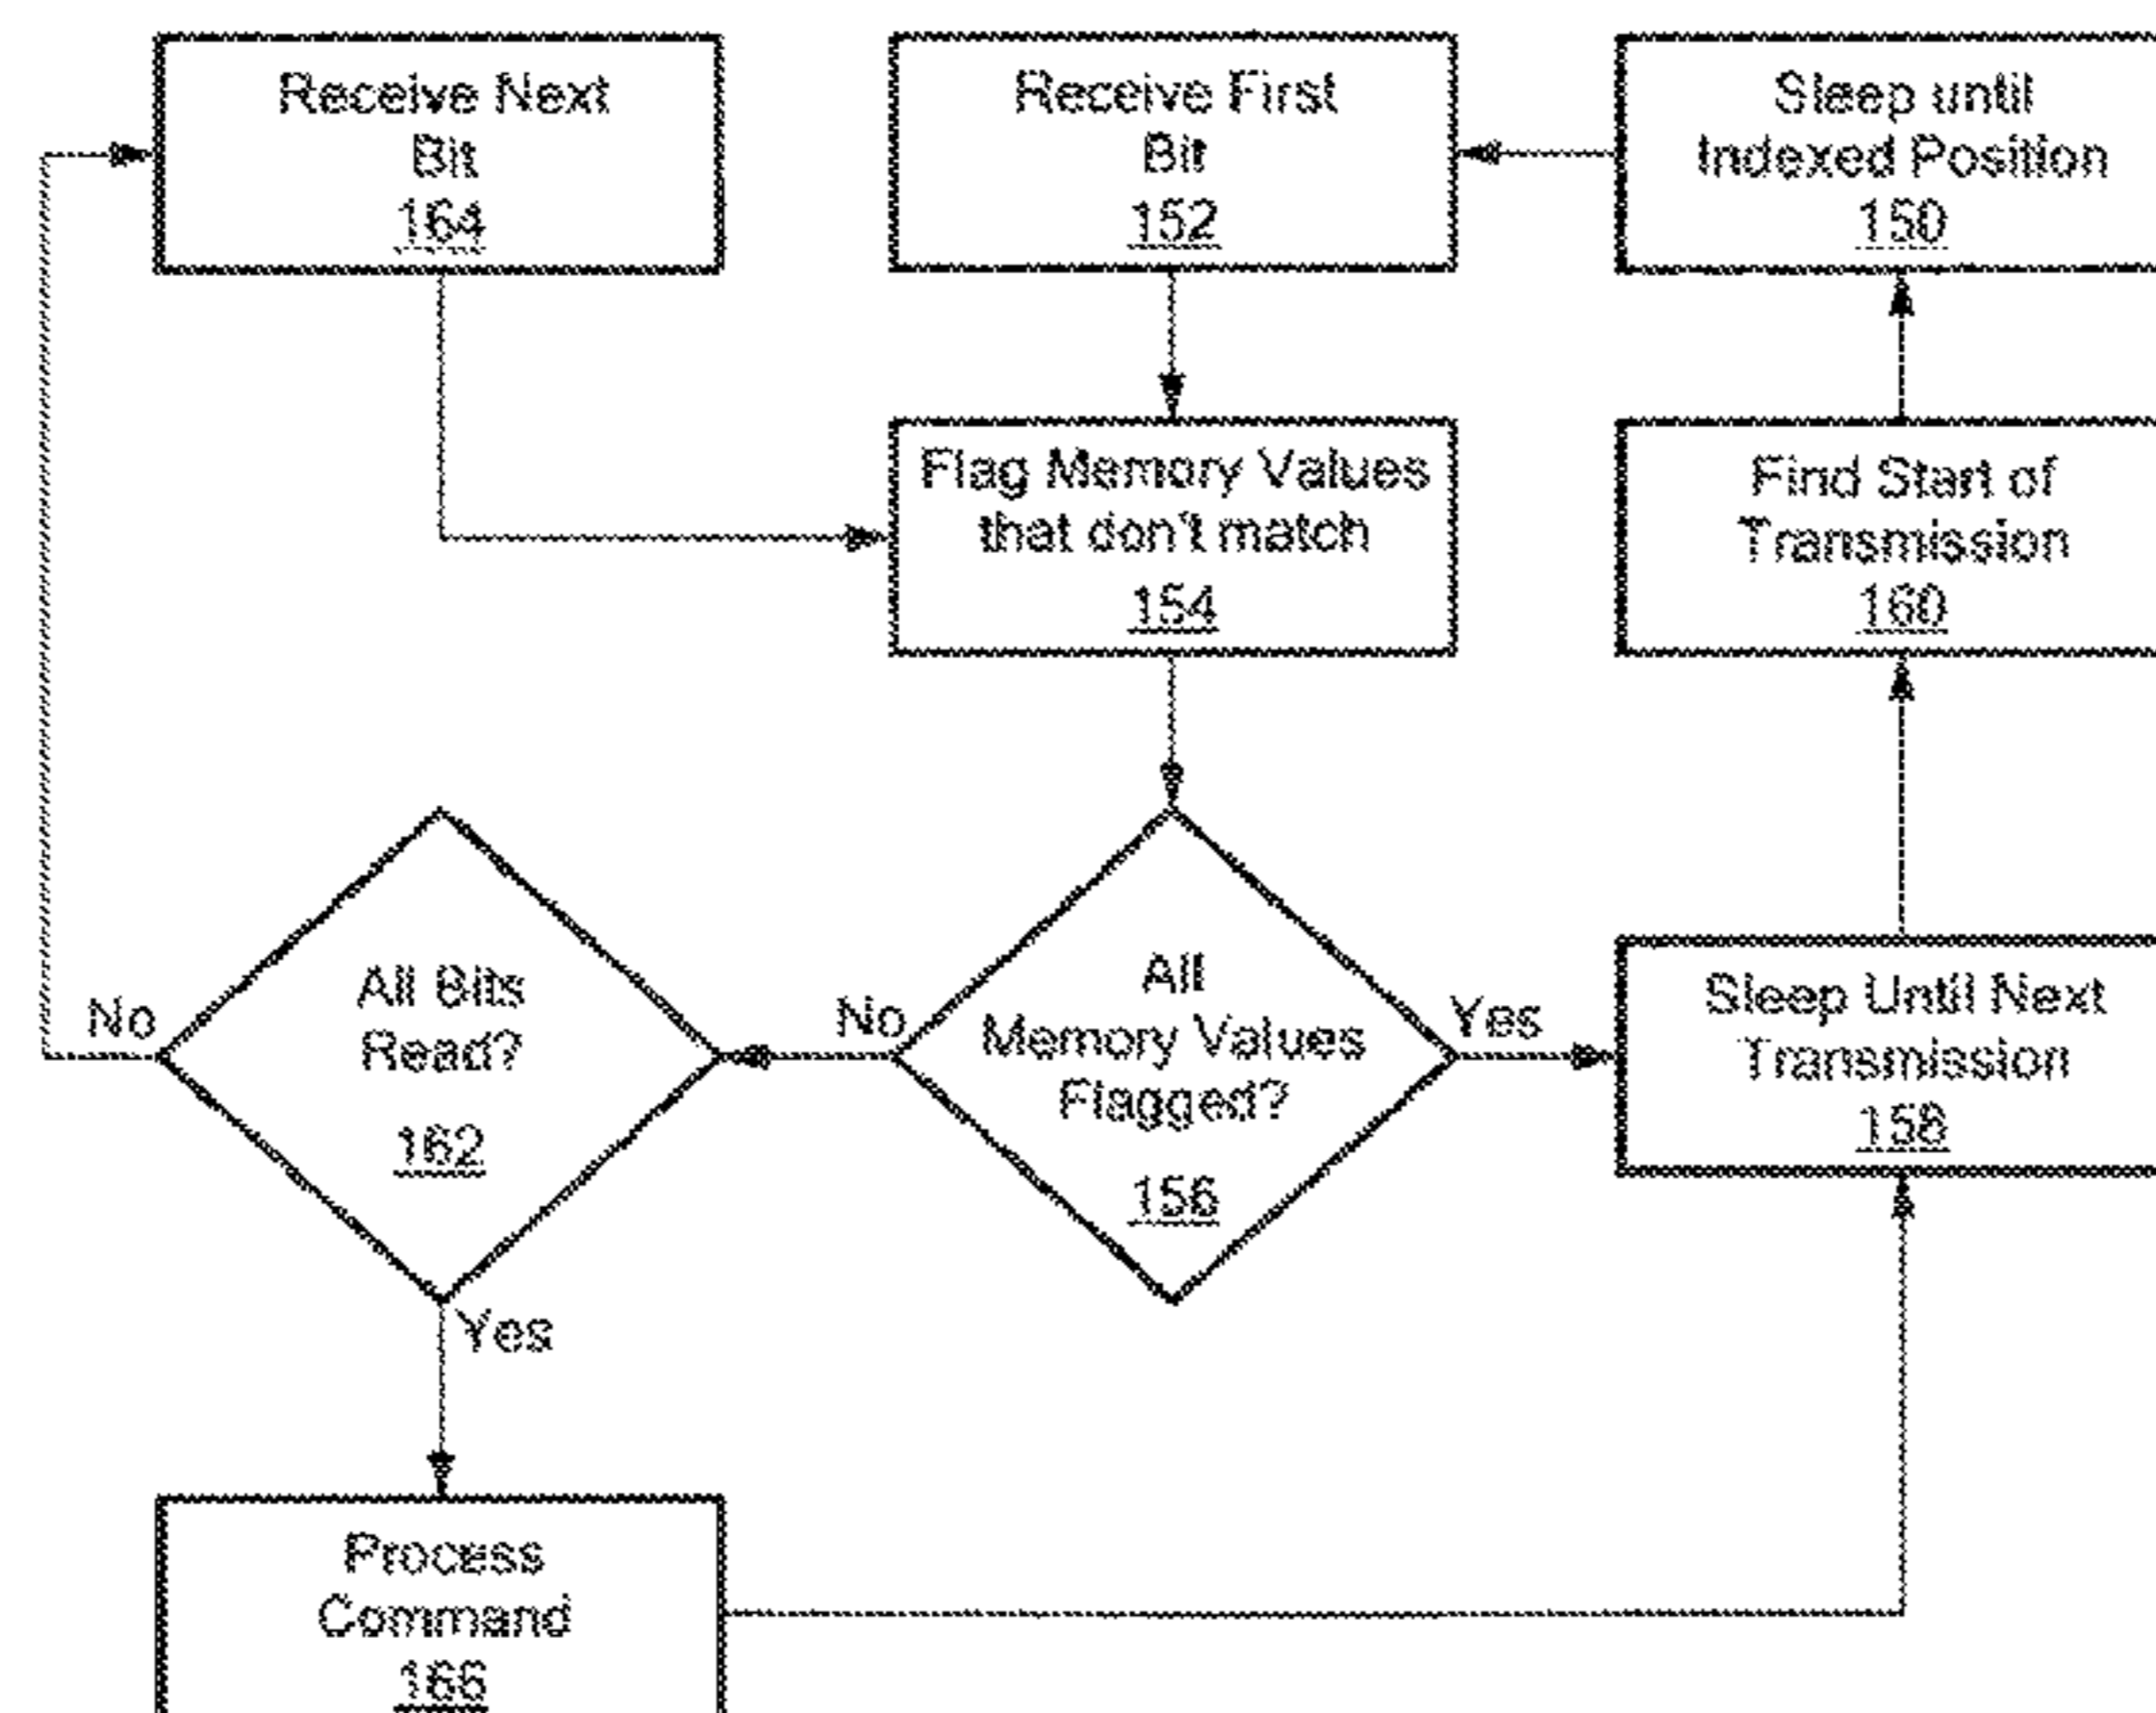 Receive Next
Bit
164
Receive First
Bit
152
Sleep until
Indexed Position
150
Flag Memory Values
that don't match
154
Find Start of
Transmission
160
All Bits
Read?
162
No
Yes
All
Memory Values
Flagged?
156
No
Yes
Sleep Until Next
Transmission
158
Process
Command
166